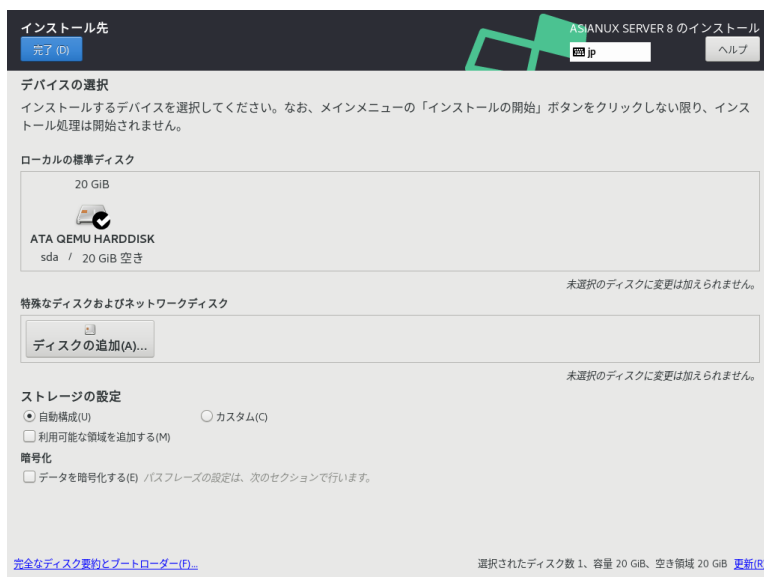 インストール先
ASIANUX SERVER 8 のインストール
完了 (D)
jp
ヘルプ
デバイスの選択
インストールするデバイスを選択してください。なお、メインメニューの「インストールの開始」ボタンをクリックしない限り、インス
トール処理は開始されません。
ローカルの標準ディスク
20 GiB
ATA QEMU HARDDISK
sda / 20 GiB 空き
未選択のディスクに変更は加えられません。
特殊なディスクおよびネットワークディスク
ディスクの追加(A)...
未選択のディスクに変更は加えられません。
ストレージの設定
自動構成(U) カスタム(C)
利用可能な領域を追加する(M)
暗号化
データを暗号化する(E) パスフレーズの設定は、次のセクションで行います。
完全なディスク要約とブートローダー(F)...
選択されたディスク数 1、容量 20 GiB、空き領域 20 GiB 更新(R